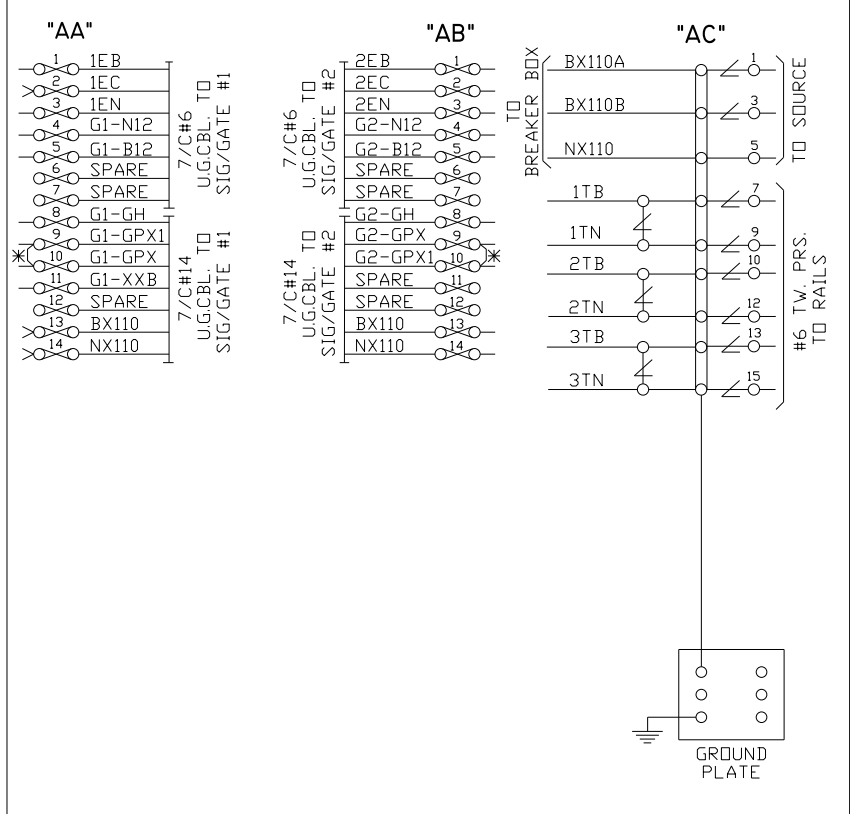 "AA"
1 1EB
2 1EC
3 1EN
4 G1-N12
5 G1-B12
6 SPARE
7 SPARE
8 G1-GH
9 G1-GPX1
10 G1-GPX
11 G1-XXB
12 SPARE
13 BX110
14 NX110
7/C#6
U.G.CBL. TO
SIG/GATE #1
7/C#14
U.G.CBL. TO
SIG/GATE #1
"AB"
7/C#6
U.G.CBL. TO
SIG/GATE #2
7/C#14
U.G.CBL. TO
SIG/GATE #2
2EB 1
2EC 2
2EN 3
G2-N12 4
G2-B12 5
SPARE 6
SPARE 7
G2-GH 8
G2-GPX 9
G2-GPX1 10
SPARE 11
SPARE 12
BX110 13
NX110 14
"AC"
TO
BREAKER BOX
BX110A 1
BX110B 3
NX110 5
TO SOURCE
1TB 7
1TN 9
2TB 10
2TN 12
3TB 13
3TN 15
#6 TW. PRS.
TO RAILS
GROUND
PLATE